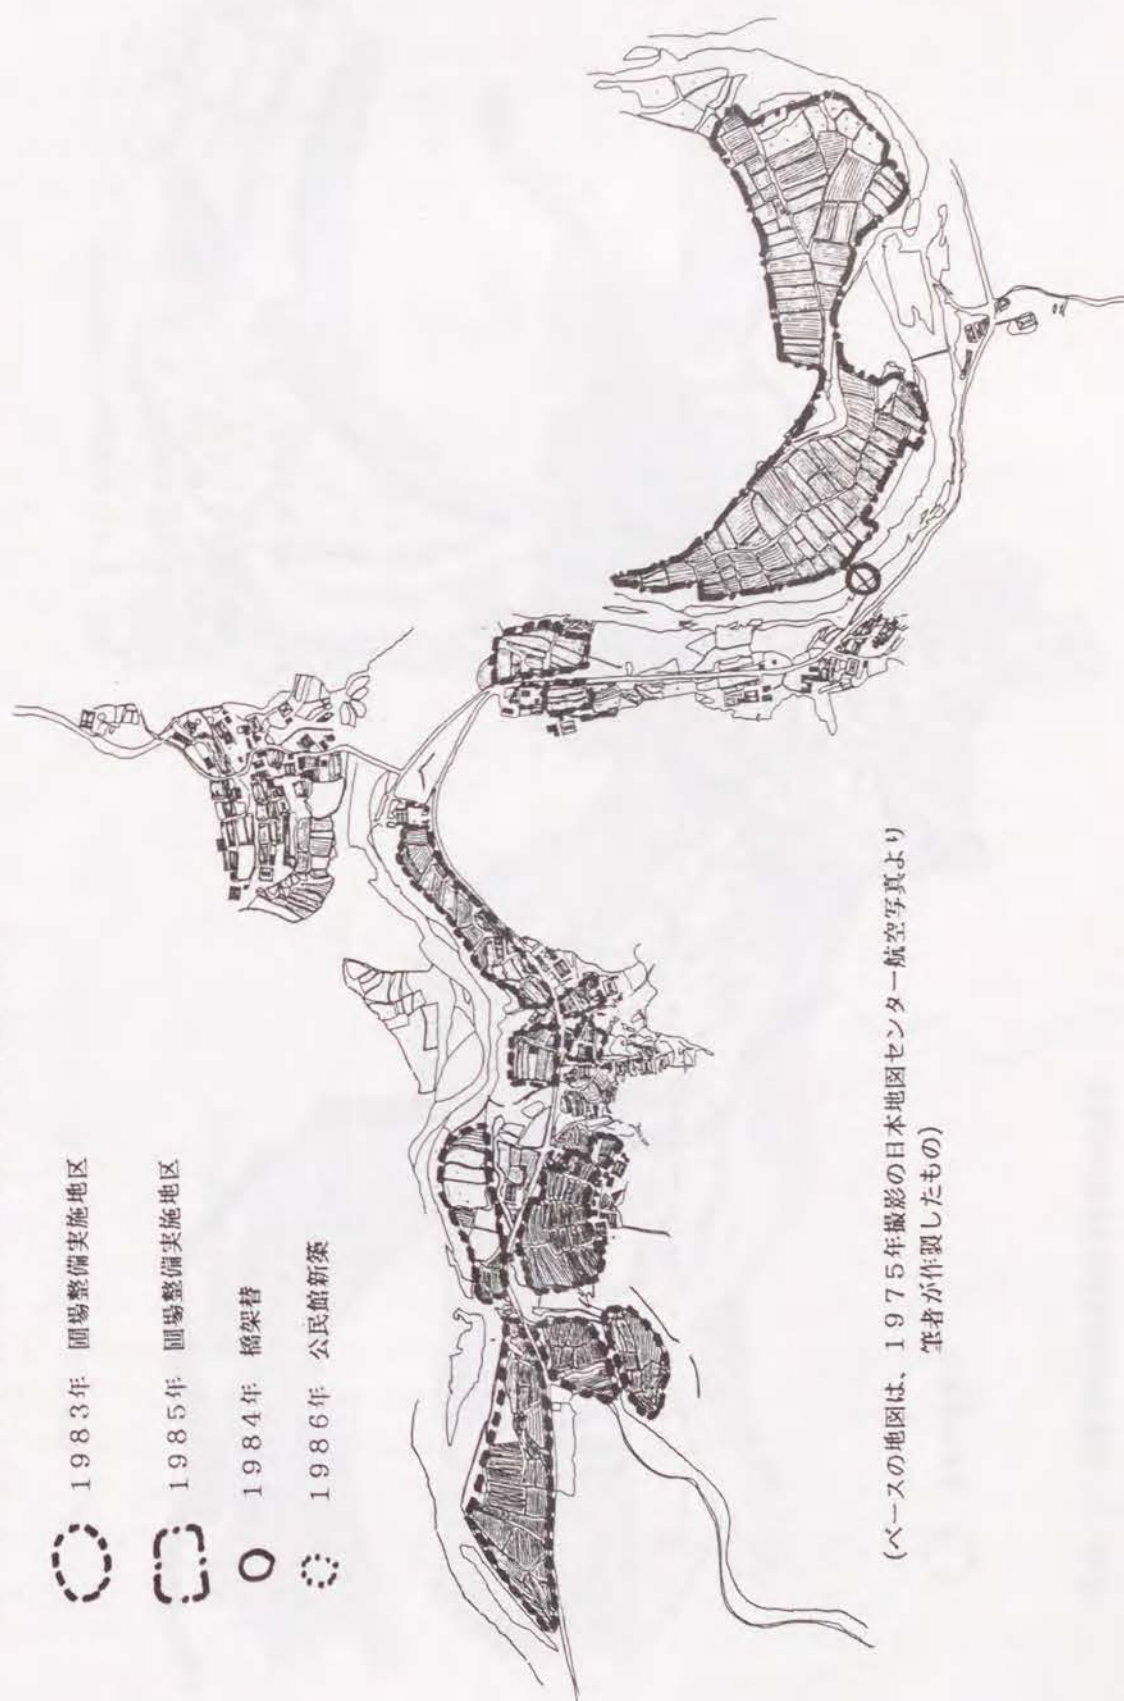 1983年 圃場整備実施地区
1985年 圃場整備実施地区
1984年 橋架替
1986年 公民館新築
(ベースの地図は、1975年撮影の日本地図センター航空写真より
筆者が作製したもの)